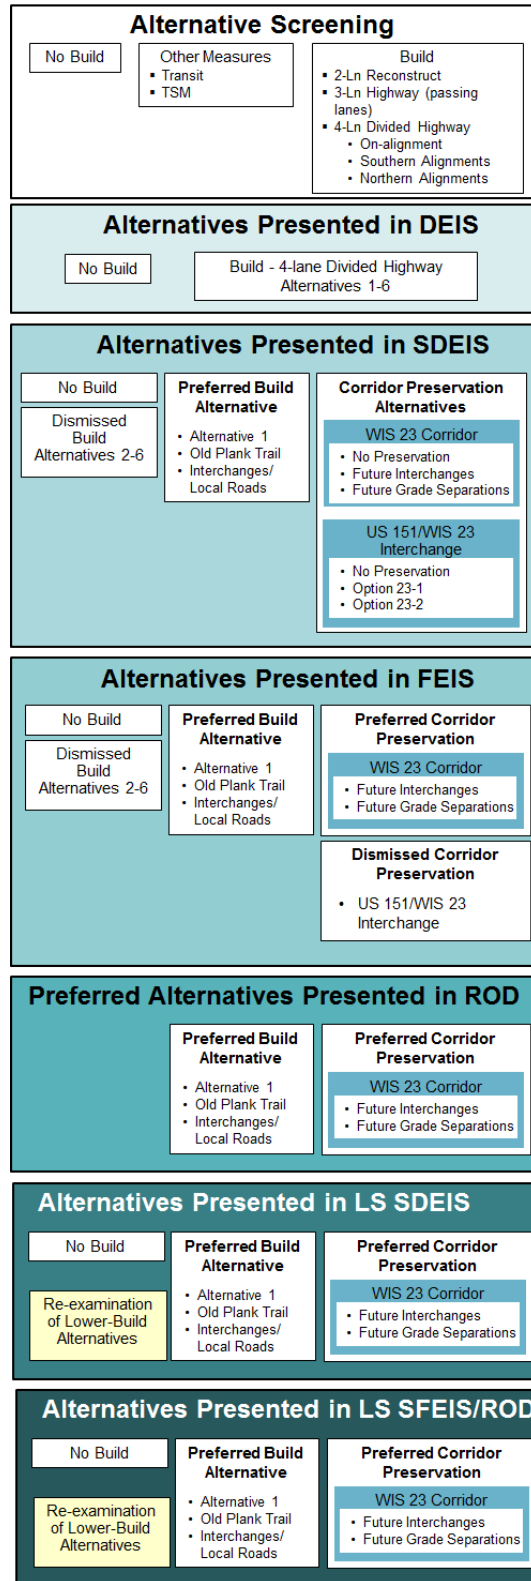 Alternative Screening
No Build
Other Measures
▪ Transit
▪ TSM
Build
▪ 2-Ln Reconstruct
▪ 3-Ln Highway (passing
lanes)
▪ 4-Ln Divided Highway
• On-alignment
• Southern Alignments
• Northern Alignments
Alternatives Presented in DEIS
No Build
Build - 4-lane Divided Highway
Alternatives 1-6
Alternatives Presented in SDEIS
No Build
Dismissed
Build
Alternatives 2-6
Preferred Build
Alternative
• Alternative 1
• Old Plank Trail
• Interchanges/
Local Roads
Corridor Preservation
Alternatives
WIS 23 Corridor
• No Preservation
• Future Interchanges
• Future Grade Separations
US 151/WIS 23
Interchange
• No Preservation
• Option 23-1
• Option 23-2
Alternatives Presented in FEIS
No Build
Dismissed
Build
Alternatives 2-6
Preferred Build
Alternative
• Alternative 1
• Old Plank Trail
• Interchanges/
Local Roads
Preferred Corridor
Preservation
WIS 23 Corridor
• Future Interchanges
• Future Grade Separations
Dismissed Corridor
Preservation
• US 151/WIS 23
Interchange
Preferred Alternatives Presented in ROD
Preferred Build
Alternative
• Alternative 1
• Old Plank Trail
• Interchanges/
Local Roads
Preferred Corridor
Preservation
WIS 23 Corridor
• Future Interchanges
• Future Grade Separations
Alternatives Presented in LS SDEIS
No Build
Re-examination
of Lower-Build
Alternatives
Preferred Build
Alternative
• Alternative 1
• Old Plank Trail
• Interchanges/
Local Roads
Preferred Corridor
Preservation
WIS 23 Corridor
• Future Interchanges
• Future Grade Separations
Alternatives Presented in LS SFEIS/ROD
No Build
Re-examination
of Lower-Build
Alternatives
Preferred Build
Alternative
• Alternative 1
• Old Plank Trail
• Interchanges/
Local Roads
Preferred Corridor
Preservation
WIS 23 Corridor
• Future Interchanges
• Future Grade Separations